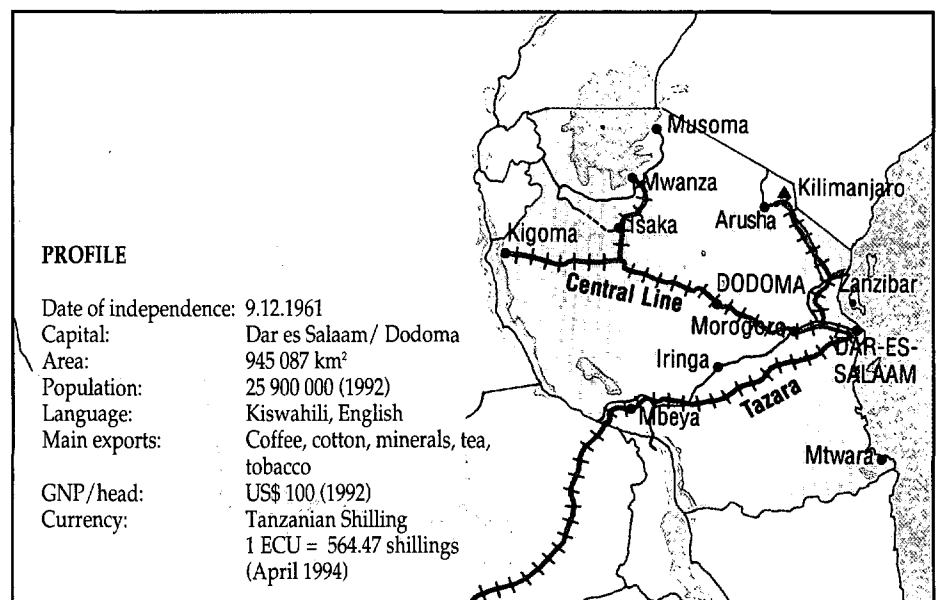 PROFILE
Date of independence: 9.12.1961
Capital: Dar es Salaam/ Dodoma
Area: 945 087 km²
Population: 25 900 000 (1992)
Language: Kiswahili, English
Main exports: Coffee, cotton, minerals, tea,
tobacco
GNP/head: US$ 100 (1992)
Currency: Tanzanian Shilling
1 ECU = 564.47 shillings
(April 1994)
Musoma
Mwanza
Kilimanjaro
Arusha
Isaka
Kigoma
Central Line
DODOMA
Zanzibar
Morogoro
DAR-ES-
SALAAM
Iringa
Tazara
Mbeya
Mtwara